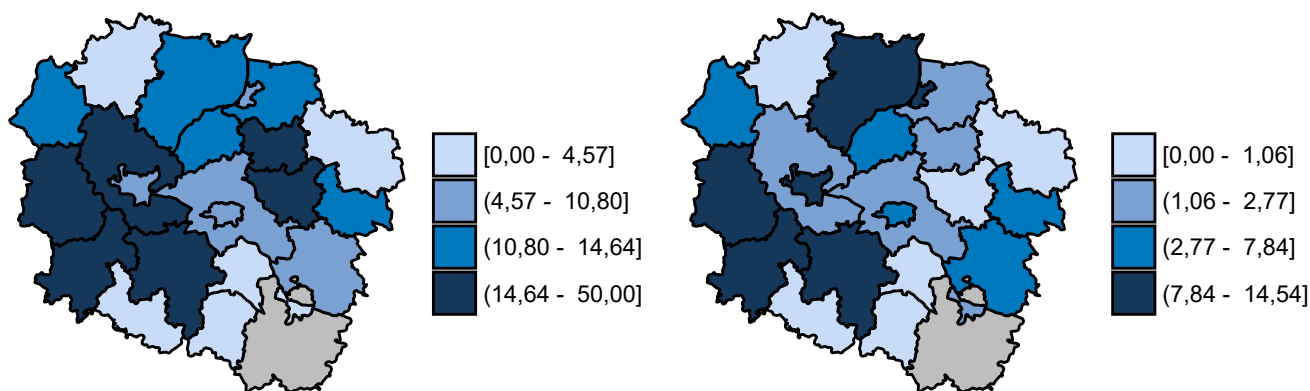 [0,00 - 4,57]
(4,57 - 10,80]
(10,80 - 14,64]
(14,64 - 50,00]
[0,00 - 1,06]
(1,06 - 2,77]
(2,77 - 7,84]
(7,84 - 14,54]